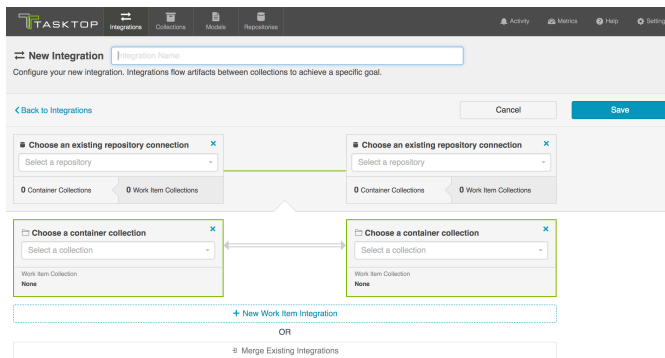 TASKTOP
Integrations
Collections
Models
Repositories
Activity
Metrics
Help
Setting
New Integration
Integration Name
Configure your new integration. Integrations flow artifacts between collections to achieve a specific goal.
Back to Integrations
Cancel
Save
Choose an existing repository connection
Select a repository
0 Container Collections
0 Work Item Collections
Choose an existing repository connection
Select a repository
0 Container Collections
0 Work Item Collections
Choose a container collection
Select a collection
Work Item Collection
None
Choose a container collection
Select a collection
Work Item Collection
None
+ New Work Item Integration
OR
Merge Existing Integrations